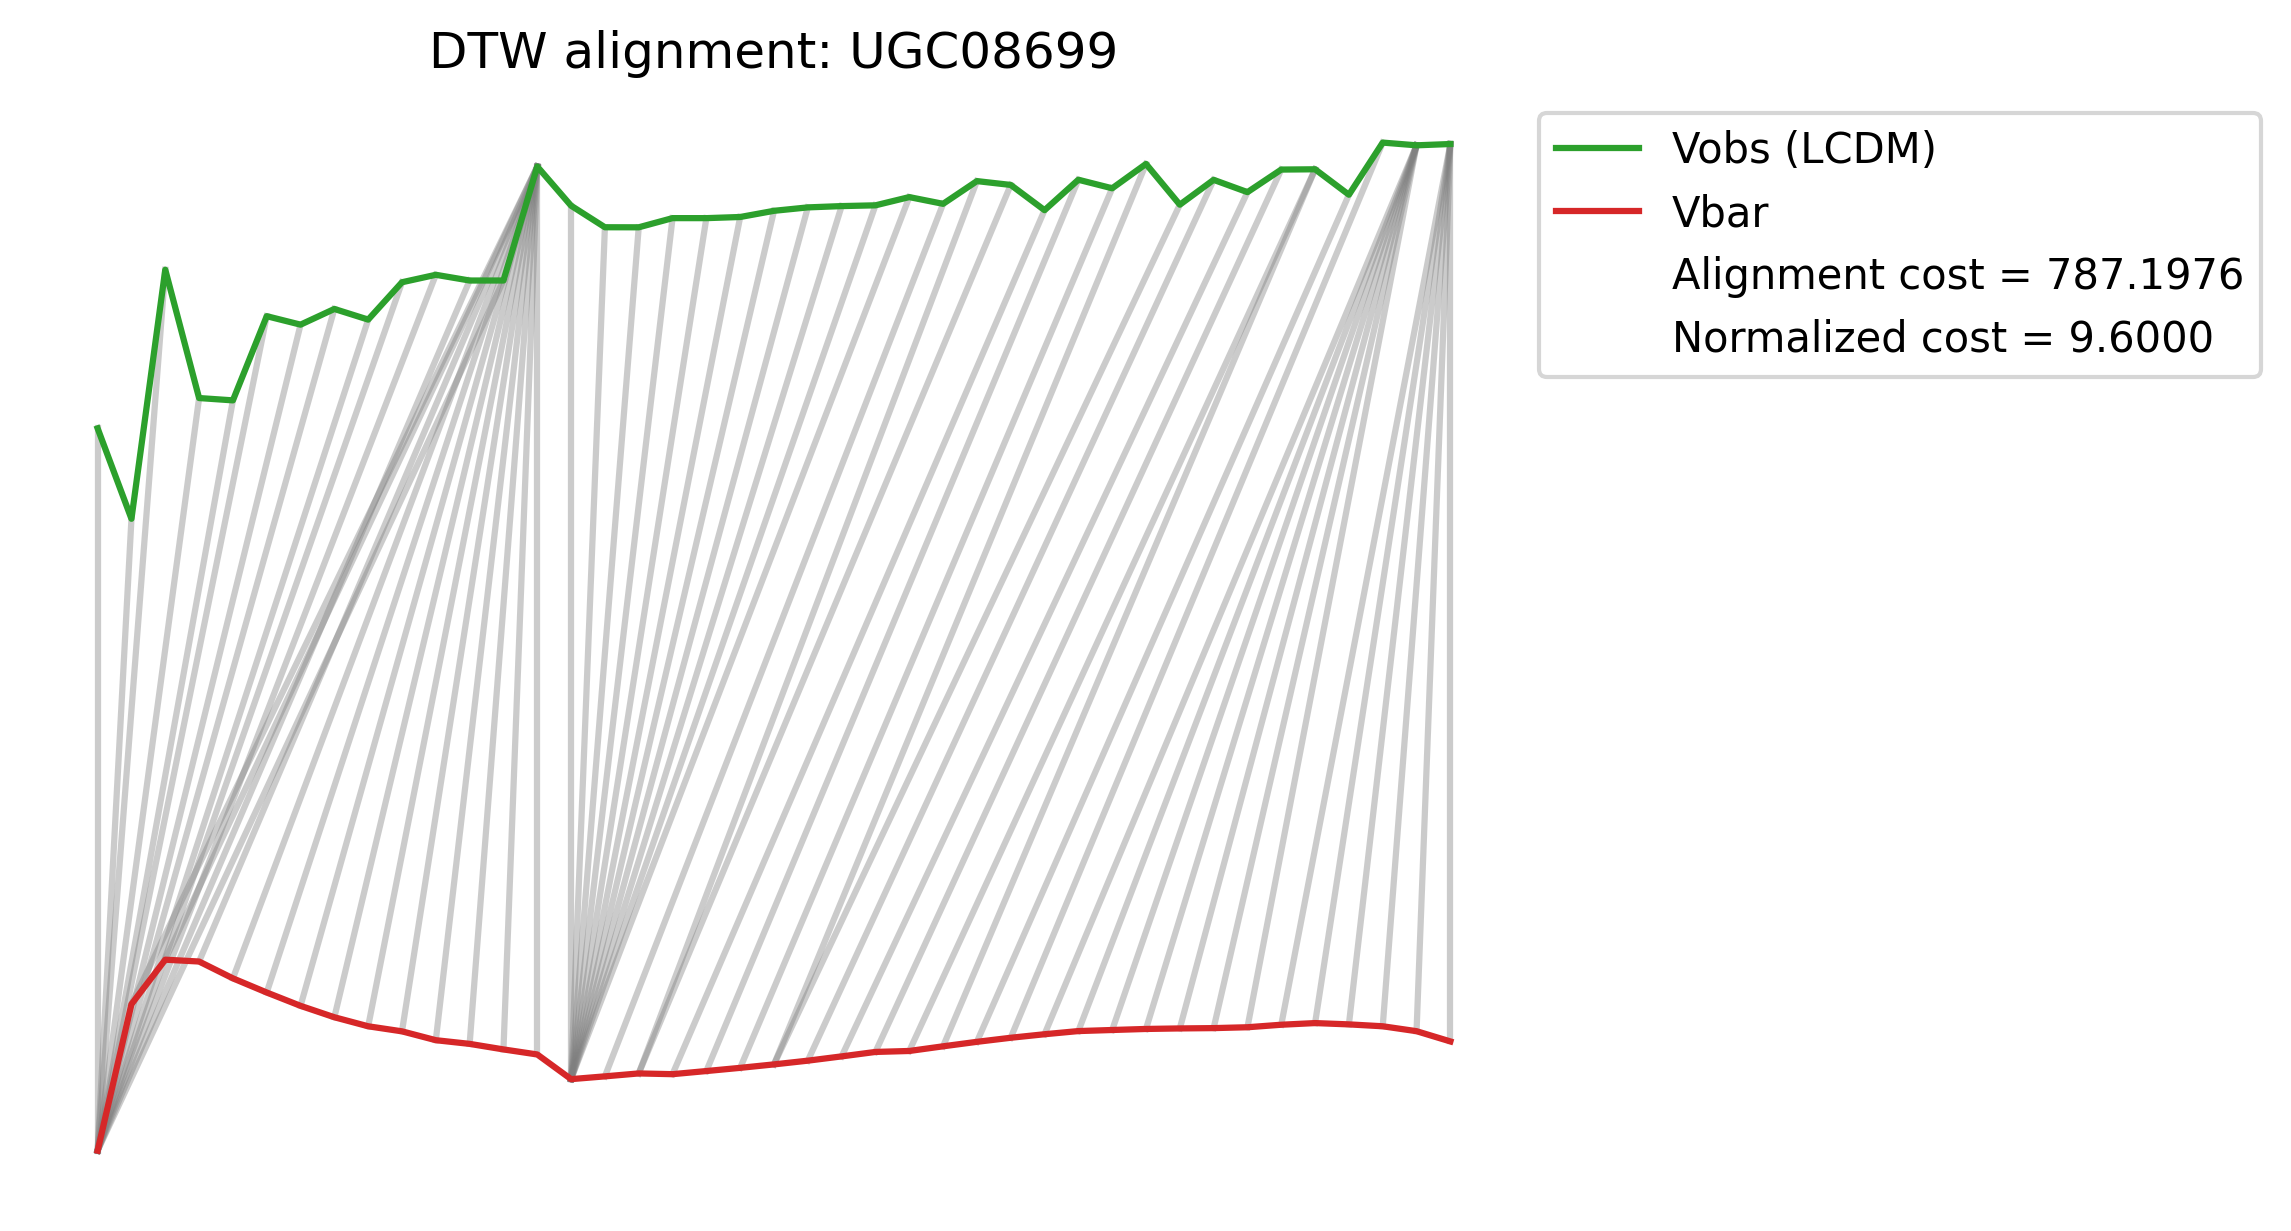 DTW alignment: UGC08699
Vobs (LCDM)
Vbar
Alignment cost = 787.1976
Normalized cost = 9.6000